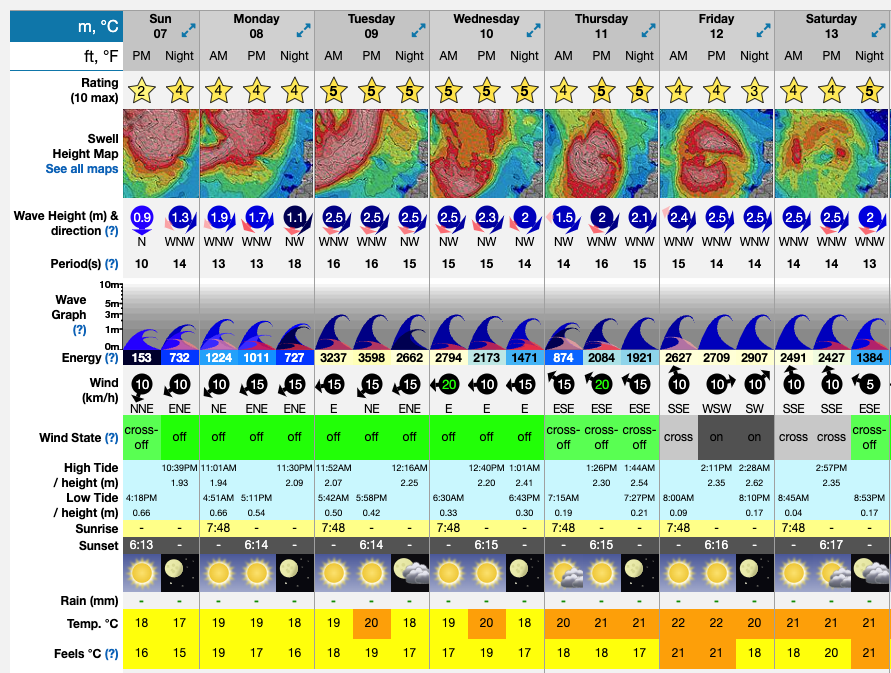 m, °C Sun 07 Monday 08 Tuesday 09 Wednesday 10 Thursday 11 Friday 12 Saturday 13
ft, °F PM Night AM PM Night AM PM Night AM PM Night AM PM Night AM PM Night AM PM Night
Rating (10 max) 2 4 4 4 4 5 5 5 5 5 5 4 5 5 4 4 3 4 4 5
Swell
Height Map
See all maps
Wave Height (m) & 0.9 1.3 1.9 1.7 1.1 2.5 2.5 2.5 2.5 2.3 2 1.5 2 2.1 2.4 2.5 2.5 2.5 2.5 2
direction (?) N WNW WNW WNW NW WNW WNW NW NW NW NW NW WNW WNW NW WNW WNW WNW WNW WNW
Period(s) (?) 10 14 13 13 18 16 16 15 15 15 14 14 16 15 15 14 14 14 14 13
Wave
Graph
(?)
10m
5m
3m
1m
0m
Energy (?) 153 732 1224 1011 727 3237 3598 2662 2794 2173 1471 874 2084 1921 2627 2709 2907 2491 2427 1384
Wind 10 10 10 15 15 15 15 15 20 10 15 15 20 15 10 10 10 10 10 5
(km/h) NNE ENE NE ENE ENE E NE ENE E E E ESE ESE ESE SSE WSW SW SSE SSE ESE
Wind State (?) cross-off off off off off off off off off off off cross-off cross-off cross-off cross on on cross cross cross-off
High Tide 10:39PM 11:01AM 11:30PM 11:52AM 12:16AM 12:40PM 1:01AM 1:26PM 1:44AM 2:11PM 2:28AM 2:57PM
/ height (m) 1.93 1.94 2.09 2.07 2.25 2.20 2.41 2.30 2.54 2.35 2.62 2.35
Low Tide 4:18PM 4:51AM 5:11PM 5:42AM 5:58PM 6:30AM 6:43PM 7:15AM 7:27PM 8:00AM 8:10PM 8:45AM 8:53PM
/ height (m) 0.66 0.66 0.54 0.50 0.42 0.33 0.30 0.19 0.21 0.09 0.17 0.04 0.17
Sunrise - - 7:48 - - 7:48 - - 7:48 - - 7:48 - - 7:48 - - 7:48 - -
Sunset 6:13 - - 6:14 - - 6:14 - - 6:15 - - 6:15 - - 6:16 - - 6:17 -
Rain (mm) - - - - - - - - - - - - - - - - - - - -
Temp. °C 18 17 19 19 18 19 20 18 19 20 18 20 21 21 22 22 20 21 21 21
Feels °C (?) 16 15 19 17 16 18 19 17 17 19 17 18 18 17 21 21 18 18 20 21